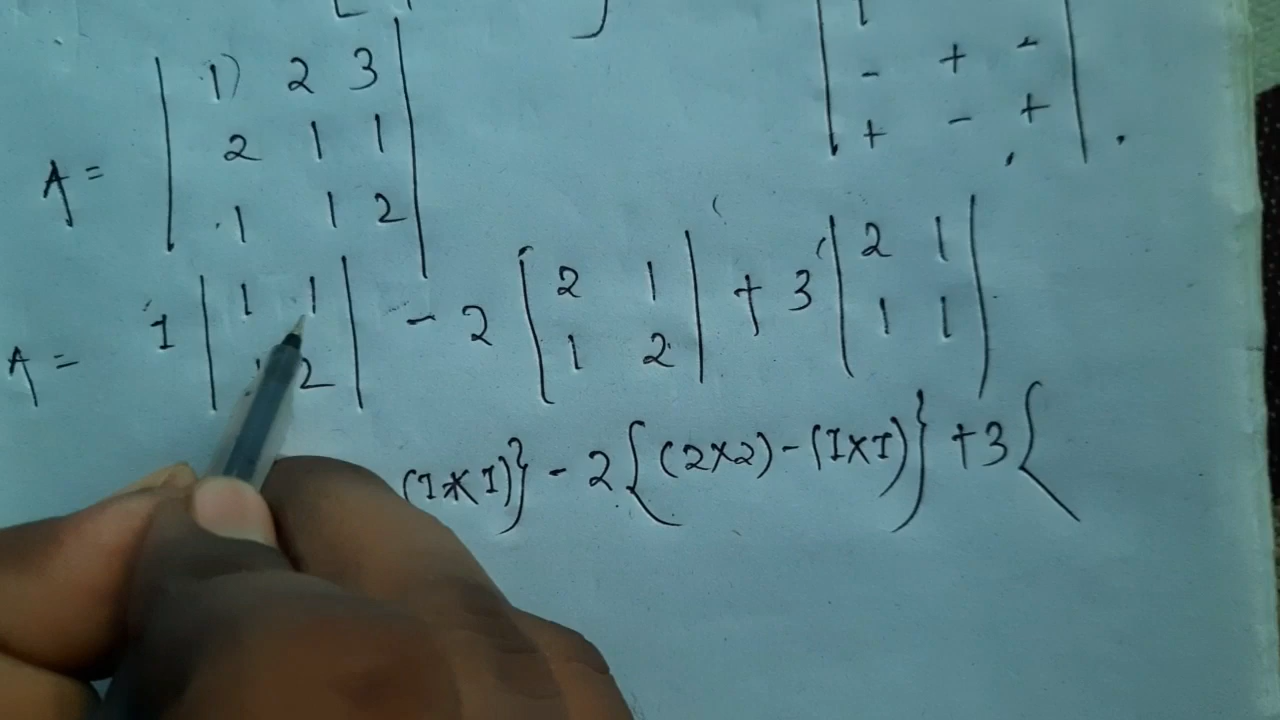 1 2 3
- + -
2 1 1
+ - + .
A =
1 1 2
A = 1 | 1 1 | - 2 | 2 1 | + 3 | 2 1 |
2 | 1 2 | | 1 1 |
(1×1)} - 2{(2×2) - (1×1)} + 3{